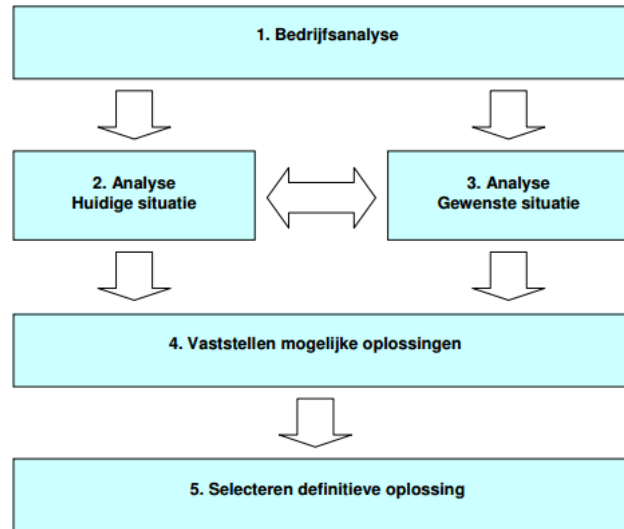 1. Bedrijfsanalyse
2. Analyse
Huidige situatie
3. Analyse
Gewenste situatie
4. Vaststellen mogelijke oplossingen
5. Selecteren definitieve oplossing